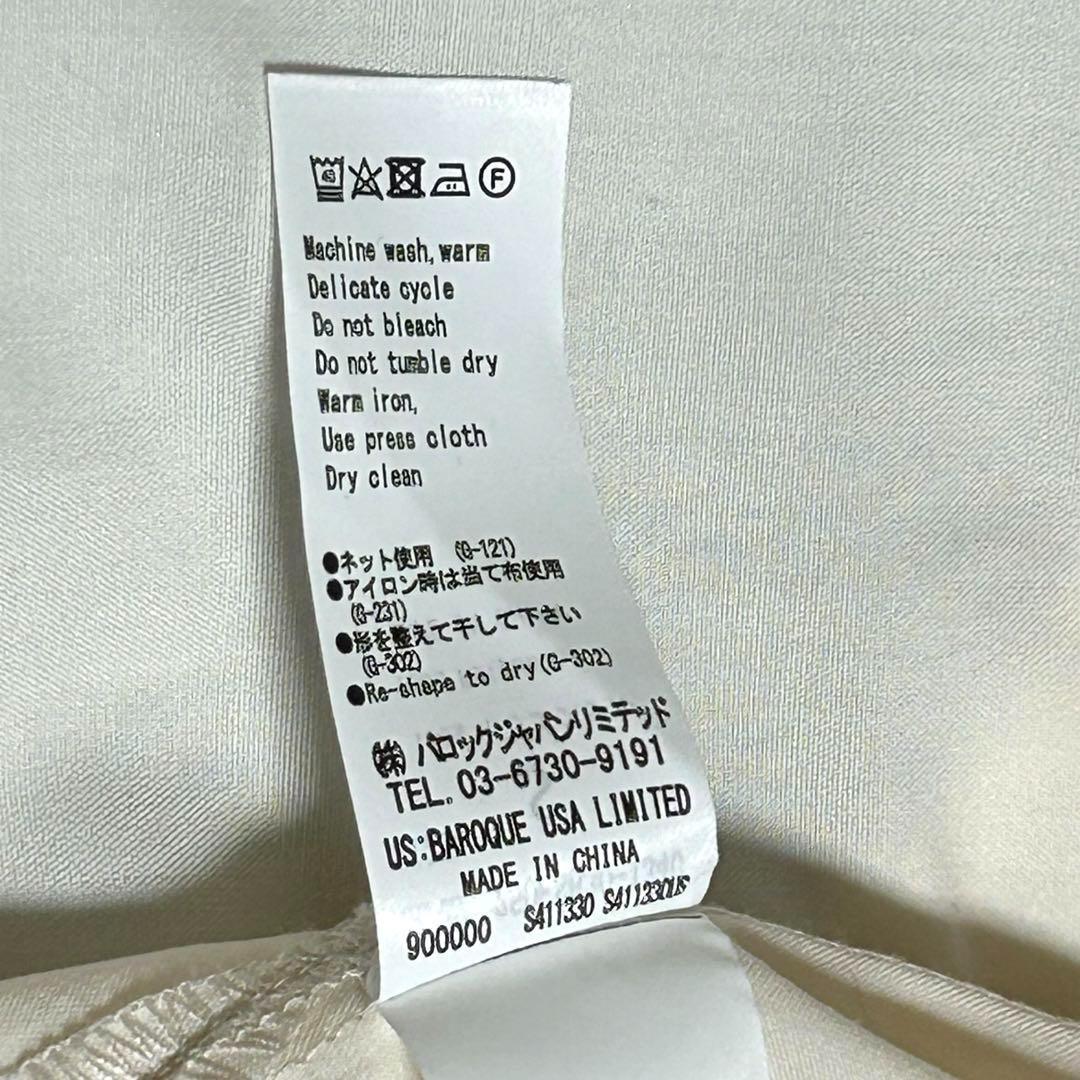 F
Machine wash, warm
Delicate cycle
Do not bleach
Do not tumble dry
Warm iron,
Use press cloth
Dry clean
●ネット使用 (G-121)
●アイロン時は当て布使用
(G-231)
●形を整えて干して下さい
(G-302)
●Re-shape to dry(G-302)
㈱ バロックジャパンリミテッド
TEL. 03-6730-9191
US:BAROQUE USA LIMITED
MADE IN CHINA
900000 S411330 S411330US